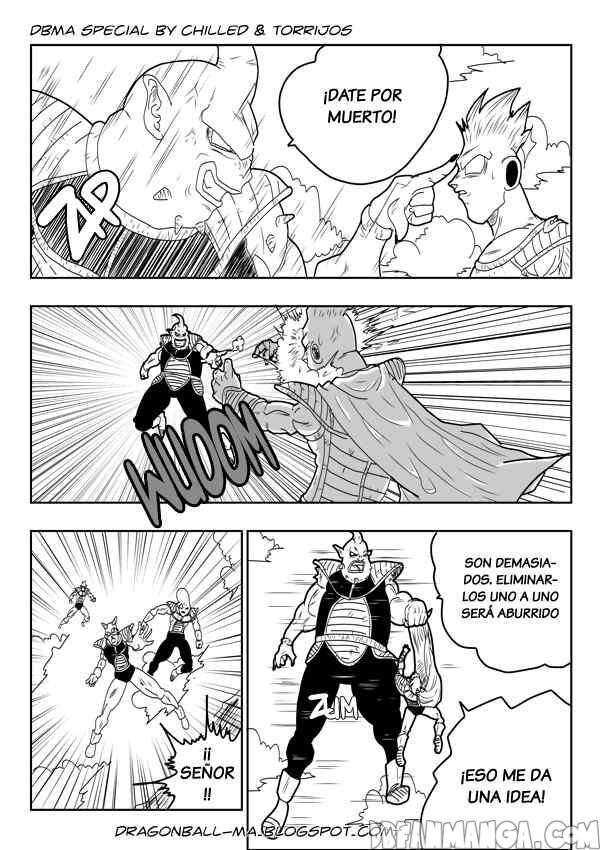 DBMA SPECIAL BY CHILLED & TORRIJOS
¡DATE POR
MUERTO!
ZAP
WUOOM
¡¡
SEÑOR
!!
SON DEMASIA-
DOS. ELIMINAR-
LOS UNO A UNO
SERÁ ABURRIDO
ZUM
¡ESO ME DA
UNA IDEA!
DRAGONBALL-MA.BLOGSPOT.COM
DBFANMANGA.COM